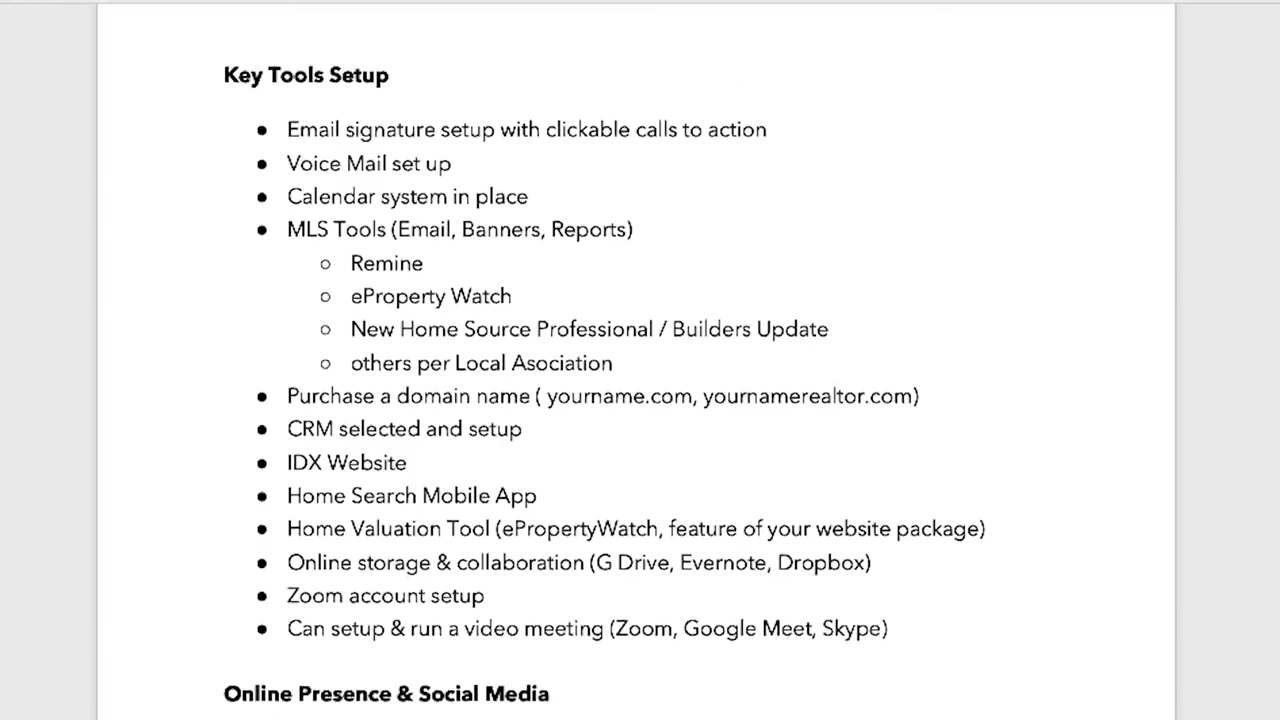 Key Tools Setup
● Email signature setup with clickable calls to action
● Voice Mail set up
● Calendar system in place
● MLS Tools (Email, Banners, Reports)
○ Remine
○ eProperty Watch
○ New Home Source Professional / Builders Update
○ others per Local Asociation
● Purchase a domain name ( yourname.com, yournamerealtor.com)
● CRM selected and setup
● IDX Website
● Home Search Mobile App
● Home Valuation Tool (ePropertyWatch, feature of your website package)
● Online storage & collaboration (G Drive, Evernote, Dropbox)
● Zoom account setup
● Can setup & run a video meeting (Zoom, Google Meet, Skype)
Online Presence & Social Media